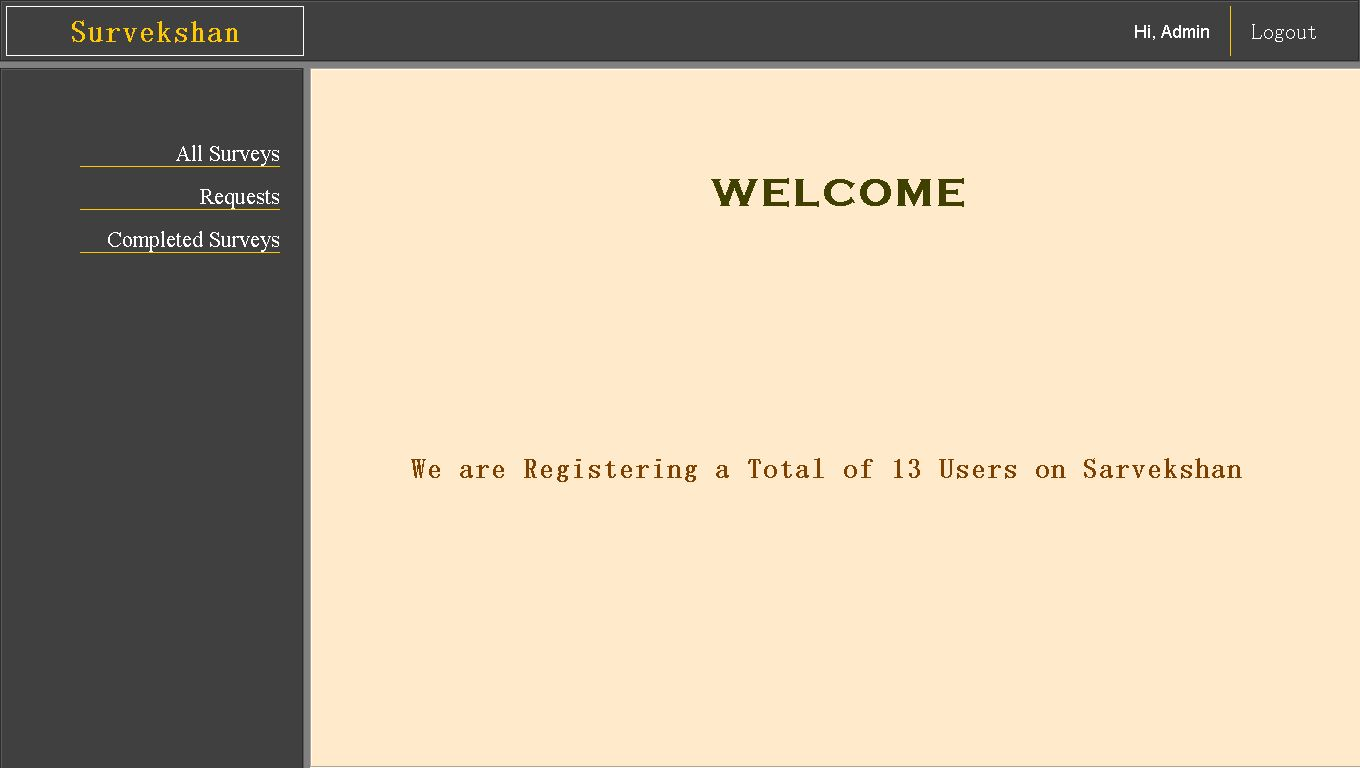 Survekshan
Hi, Admin
Logout
All Surveys
Requests
Completed Surveys
WELCOME
We are Registering a Total of 13 Users on Sarvekshan